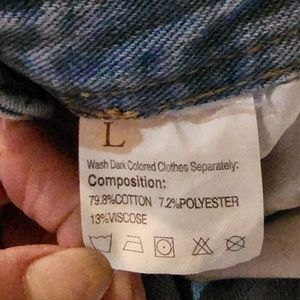 L
Wash Dark Colored Clothes Separately:
Composition:
79.8%COTTON 7.2%POLYESTER
13%VISCOSE